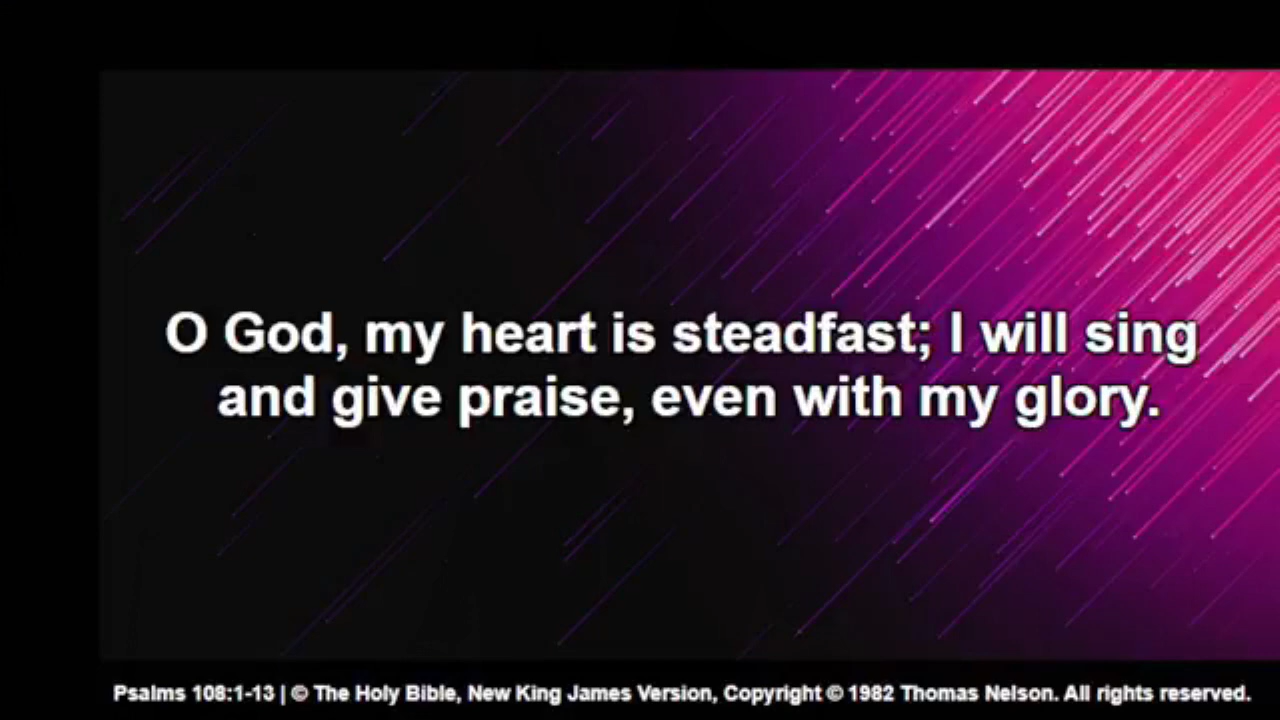 O God, my heart is steadfast; I will sing
and give praise, even with my glory.
Psalms 108:1-13 | © The Holy Bible, New King James Version, Copyright © 1982 Thomas Nelson. All rights reserved.